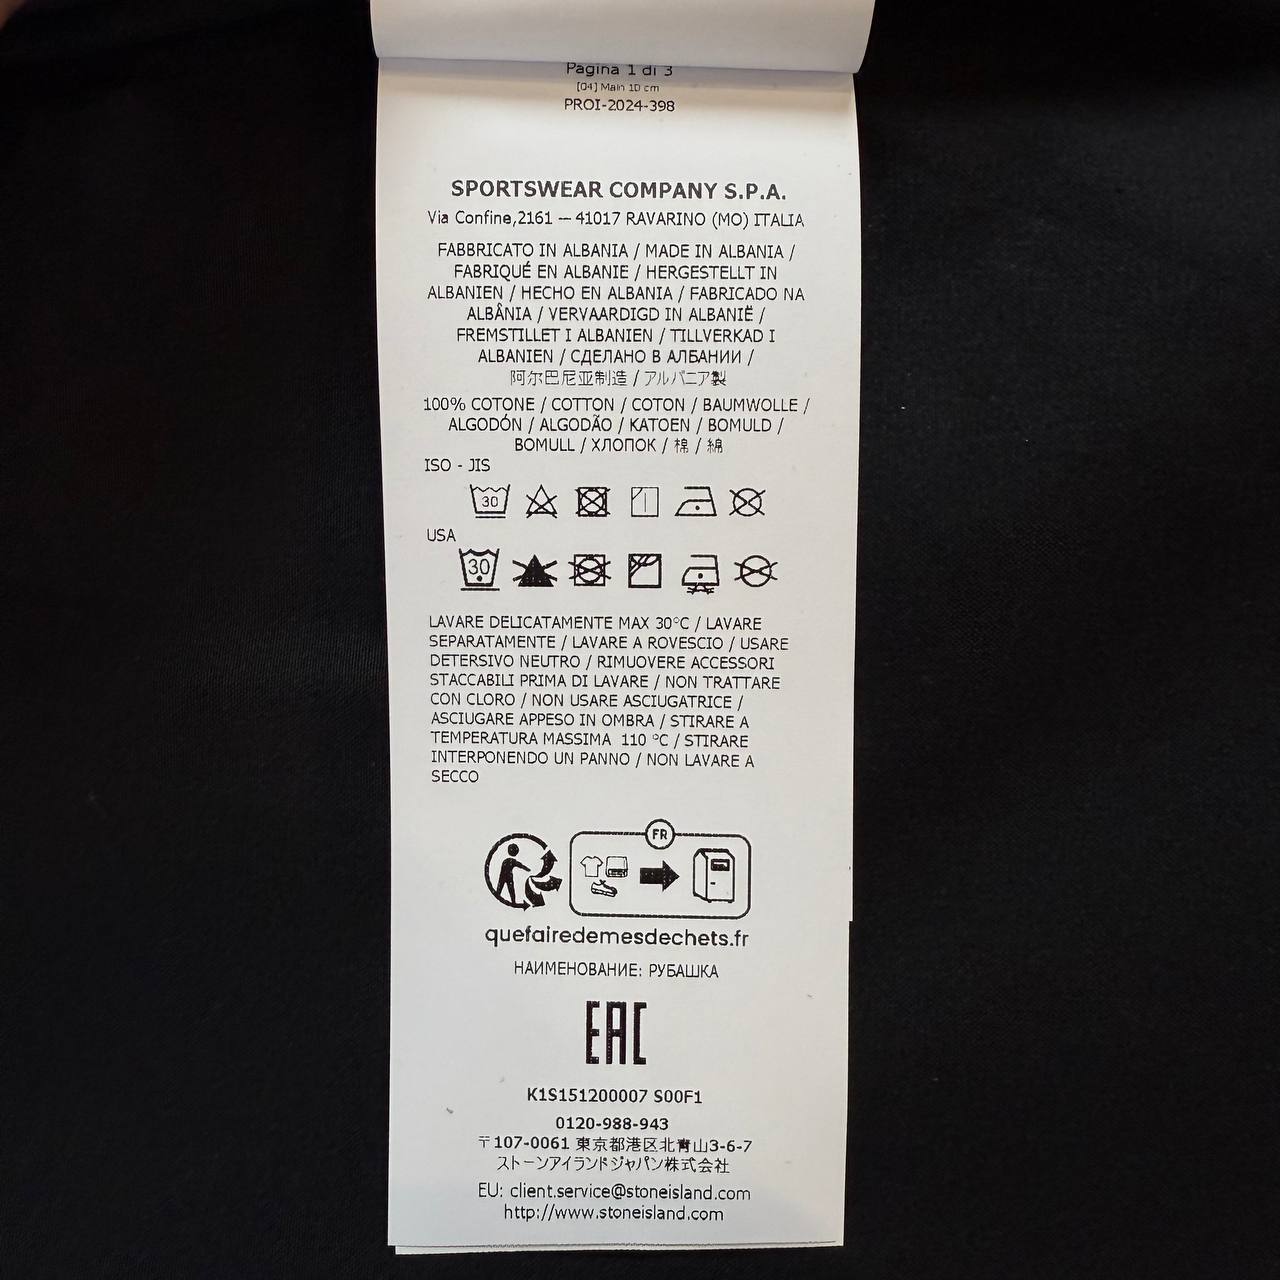 Pagina 1 di 3
[04] Main 10 cm
PROI-2024-398
SPORTSWEAR COMPANY S.P.A.
Via Confine,2161 – 41017 RAVARINO (MO) ITALIA
FABBRICATO IN ALBANIA / MADE IN ALBANIA /
FABRIQUÉ EN ALBANIE / HERGESTELLT IN
ALBANIEN / HECHO EN ALBANIA / FABRICADO NA
ALBÂNIA / VERVAARDIGD IN ALBANIË /
FREMSTILLET I ALBANIEN / TILLVERKAD I
ALBANIEN / СДЕЛАНО В АЛБАНИИ /
阿尔巴尼亚制造 / アルバニア製
100% COTONE / COTTON / COTON / BAUMWOLLE /
ALGODÓN / ALGODÃO / KATOEN / BOMULD /
BOMULL / ХЛОПОК / 棉 / 綿
ISO - JIS
30
USA
30
LAVARE DELICATAMENTE MAX 30°C / LAVARE
SEPARATAMENTE / LAVARE A ROVESCIO / USARE
DETERSIVO NEUTRO / RIMUOVERE ACCESSORI
STACCABILI PRIMA DI LAVARE / NON TRATTARE
CON CLORO / NON USARE ASCIUGATRICE /
ASCIUGARE APPESO IN OMBRA / STIRARE A
TEMPERATURA MASSIMA 110 °C / STIRARE
INTERPONENDO UN PANNO / NON LAVARE A
SECCO
FR
quefairedemesdechets.fr
НАИМЕНОВАНИЕ: РУБАШКА
EAC
K1S151200007 S00F1
0120-988-943
〒107-0061 東京都港区北青山3-6-7
ストーンアイランドジャパン株式会社
EU: client.service@stoneisland.com
http://www.stoneisland.com